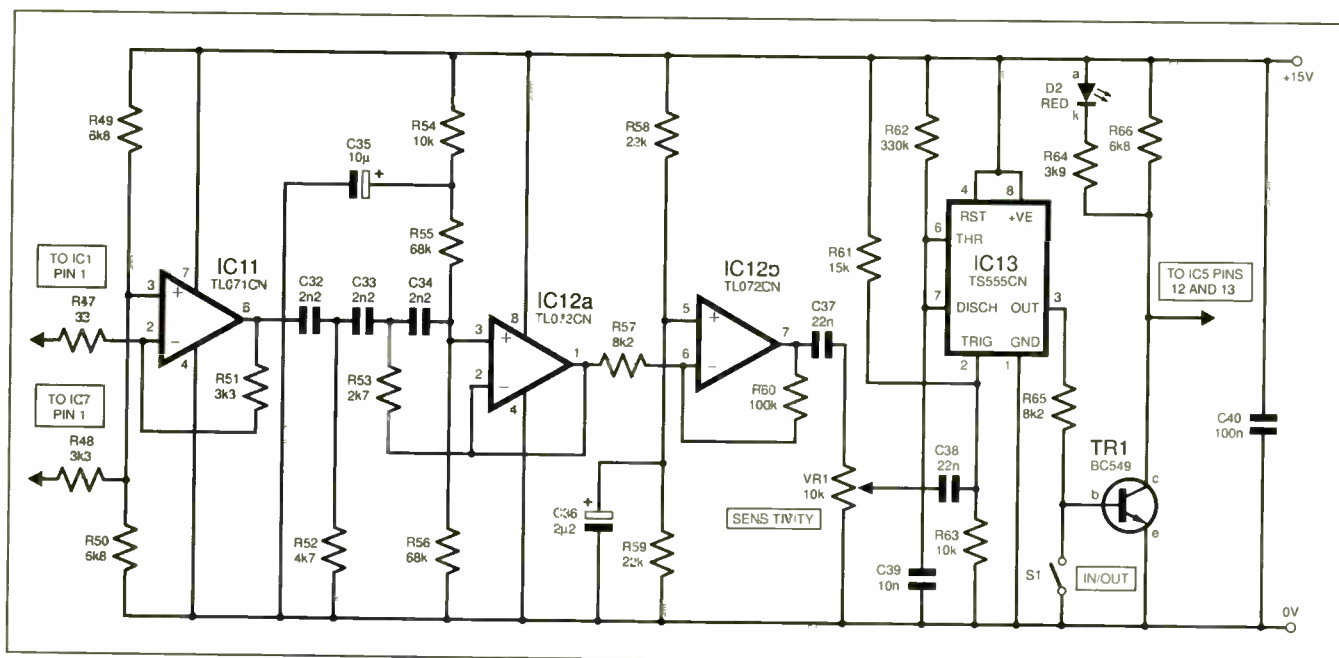 +15V
R49
6k8
R54
10k
C35
10µ
+
R58
22k
R62
330k
D2
RED
a
k
R64
3k9
R66
6k8
TO IC1
PIN 1
R47
33
IC11
TL071CN
3
2
7
6
4
+
−
R51
3k3
TO IC7
PIN 1
R48
3k3
R50
6k8
C32
2n2
C33
2n2
C34
2n2
R55
68k
R53
2k7
R52
4k7
R56
68k
IC12a
TL072CN
3
2
8
1
4
+
−
R57
8k2
IC12b
TL072CN
5
6
7
+
−
R60
100k
C36
2µ2
+
R59
22k
C37
22n
VR1
10k
SENSITIVITY
R61
15k
C38
22n
C39
10n
R63
10k
4
8
RST
+VE
6
THR
IC13
TS555CN
7
DISCH
OUT
3
TRIG
GND
2
1
R65
8k2
TO IC5 PINS
12 AND 13
TR1
BC549
b
c
e
S1
IN/OUT
C40
100n
0V